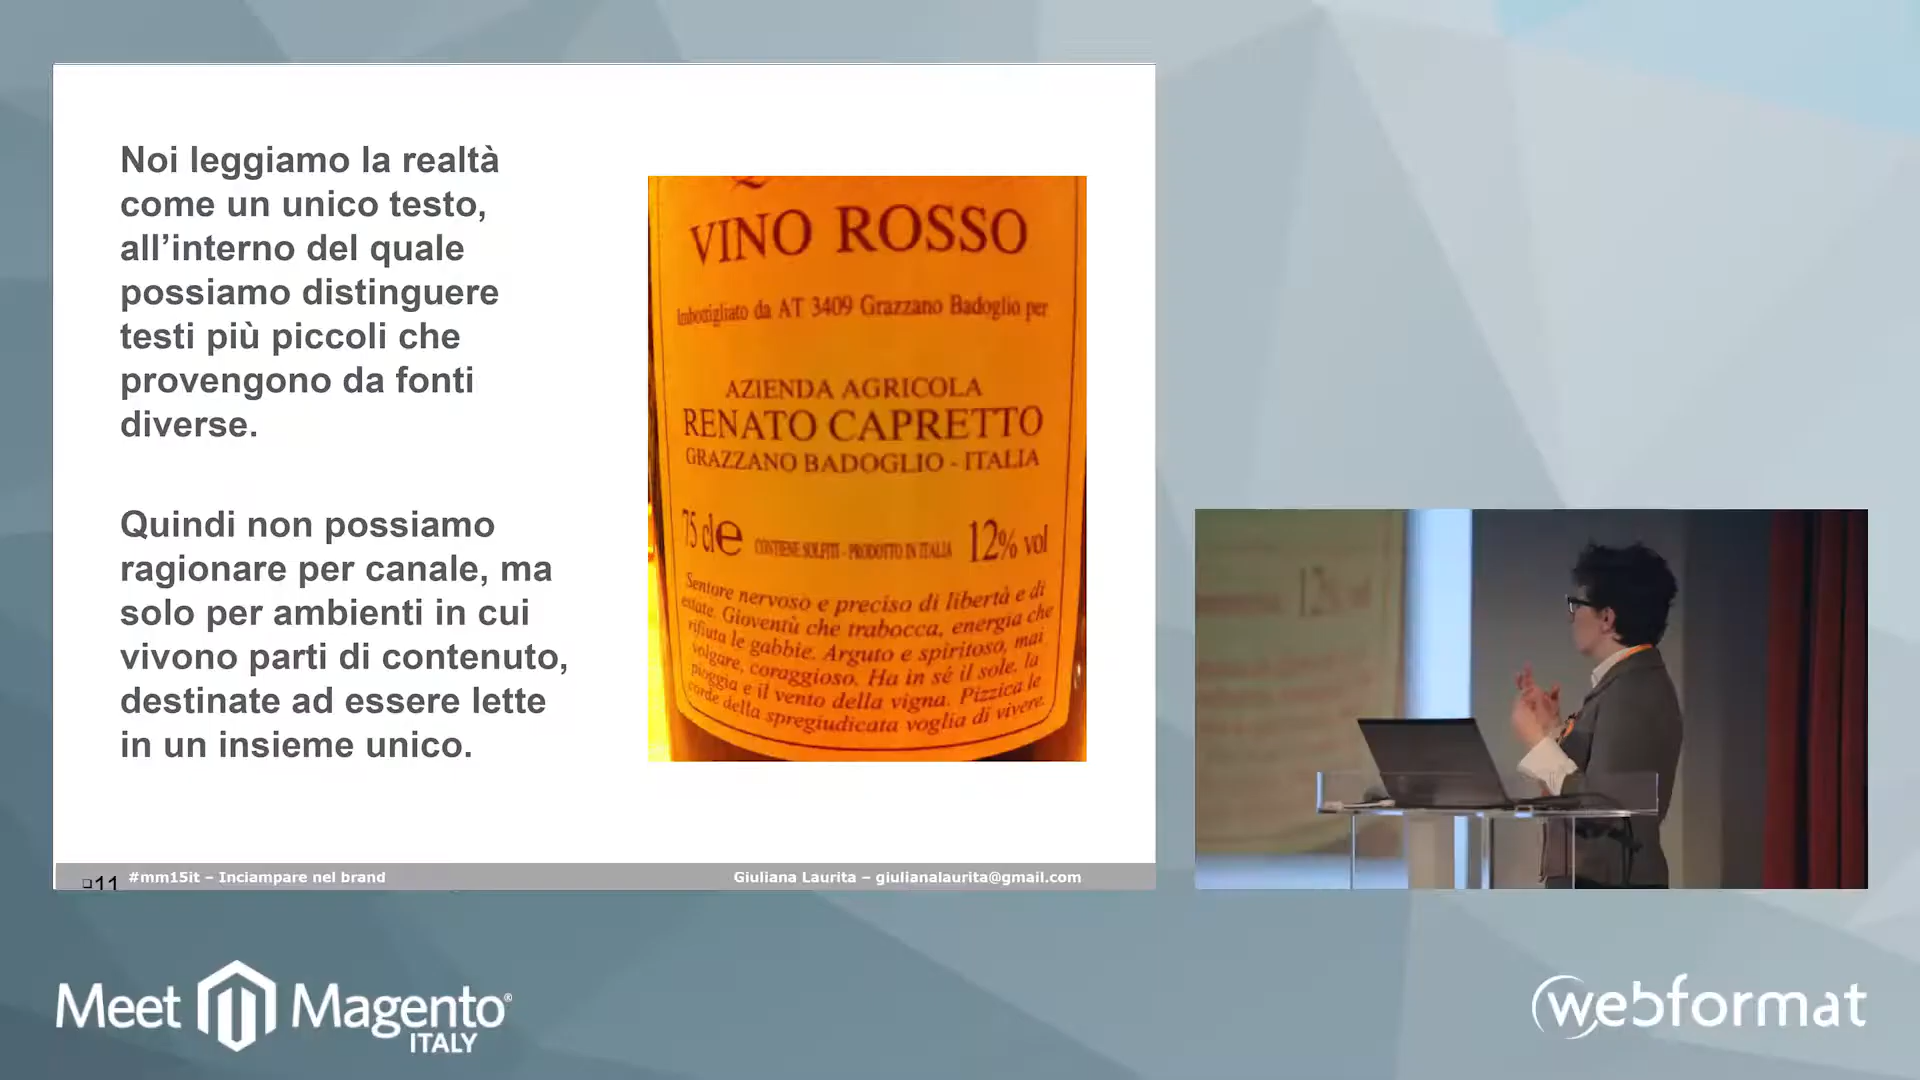 Noi leggiamo la realtà
come un unico testo,
all’interno del quale
possiamo distinguere
testi più piccoli che
provengono da fonti
diverse.
Quindi non possiamo
ragionare per canale, ma
solo per ambienti in cui
vivono parti di contenuto,
destinate ad essere lette
in un insieme unico.
VINO ROSSO
Imbottigliato da AT 3409 Grazzano Badoglio per
AZIENDA AGRICOLA
RENATO CAPRETTO
GRAZZANO BADOGLIO - ITALIA
75 cl e CONTIENE SOLFITI - PRODOTTO IN ITALIA 12% vol
Sentore nervoso e preciso di libertà e di
estate. Gioventù che trabocca, energia che
rifiuta le gabbie. Arguto e spiritoso, mai
volgare, coraggioso. Ha in sé il sole, la
pioggia e il vento della vigna. Pizzica le
corde della spregiudicata voglia di vivere.
11 #mm15it – Inciampare nel brand
Giuliana Laurita – giulianalaurita@gmail.com
Meet Magento®
ITALY
webformat